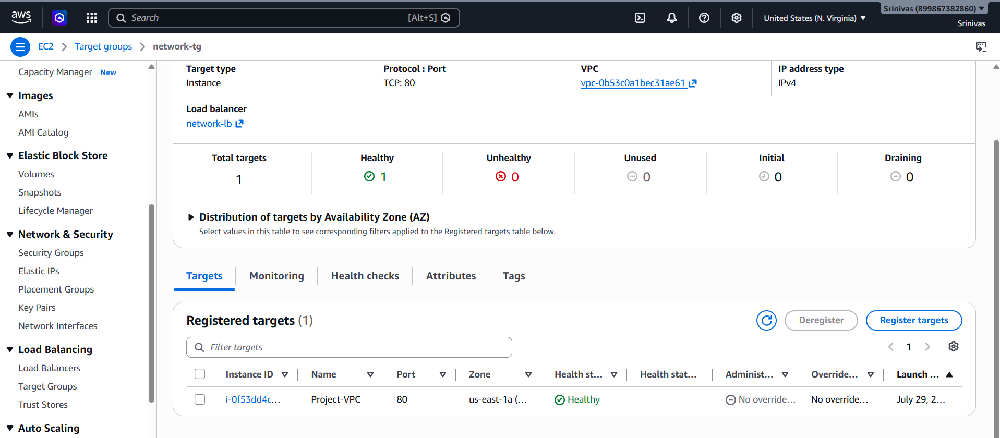 aws
Search
[Alt+S]
United States (N. Virginia)
Srinivas (899867382860)
Srinivas
EC2
Target groups
network-tg
Capacity Manager New
Images
AMIs
AMI Catalog
Elastic Block Store
Volumes
Snapshots
Lifecycle Manager
Network & Security
Security Groups
Elastic IPs
Placement Groups
Key Pairs
Network Interfaces
Load Balancing
Load Balancers
Target Groups
Trust Stores
Auto Scaling
Target type
Instance
Protocol : Port
TCP: 80
VPC
vpc-0b53c0a1bec31ae61
IP address type
IPv4
Load balancer
network-lb
Total targets
1
Healthy
1
Unhealthy
0
Unused
0
Initial
0
Draining
0
Distribution of targets by Availability Zone (AZ)
Select values in this table to see corresponding filters applied to the Registered targets table below.
Targets Monitoring Health checks Attributes Tags
Registered targets (1)
Deregister
Register targets
Filter targets
1
Instance ID Name Port Zone Health st... Health stat... Administ... Override... Launch ...
i-0f53dd4c... Project-VPC 80 us-east-1a (... Healthy No override... No override... July 29, 2...